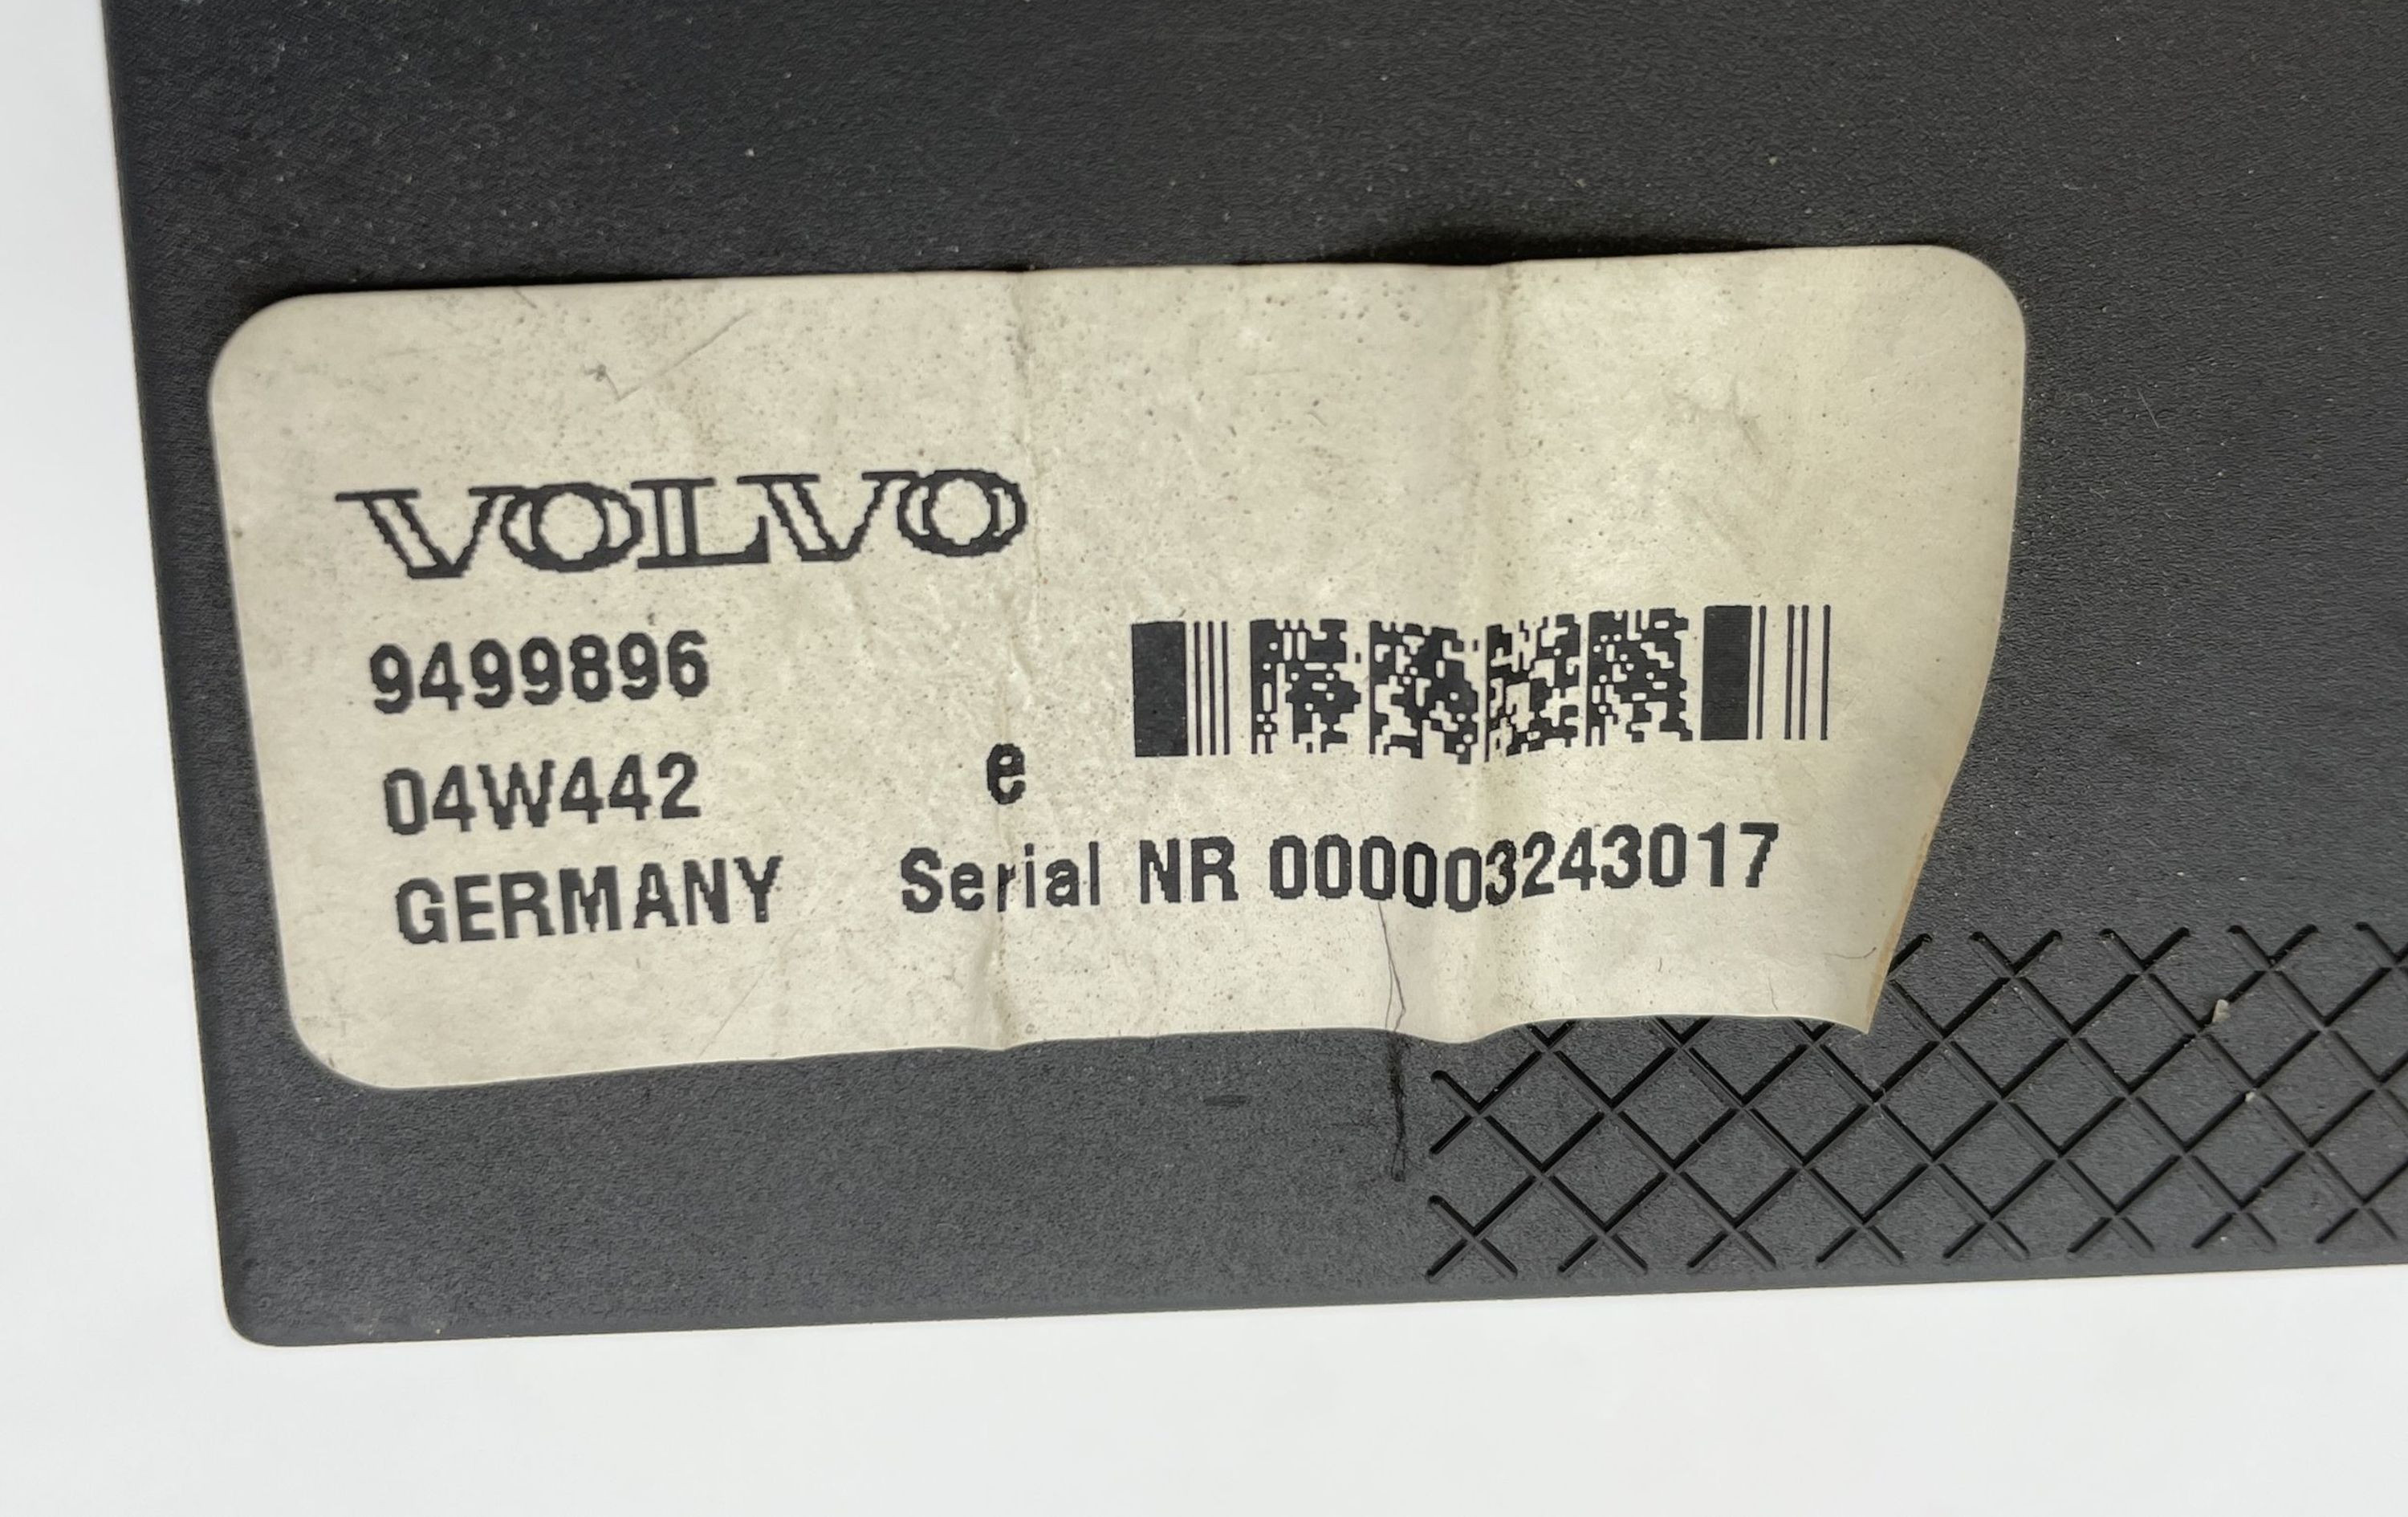 VOLVO
9499896
04W442
e
GERMANY Serial NR 000003243017